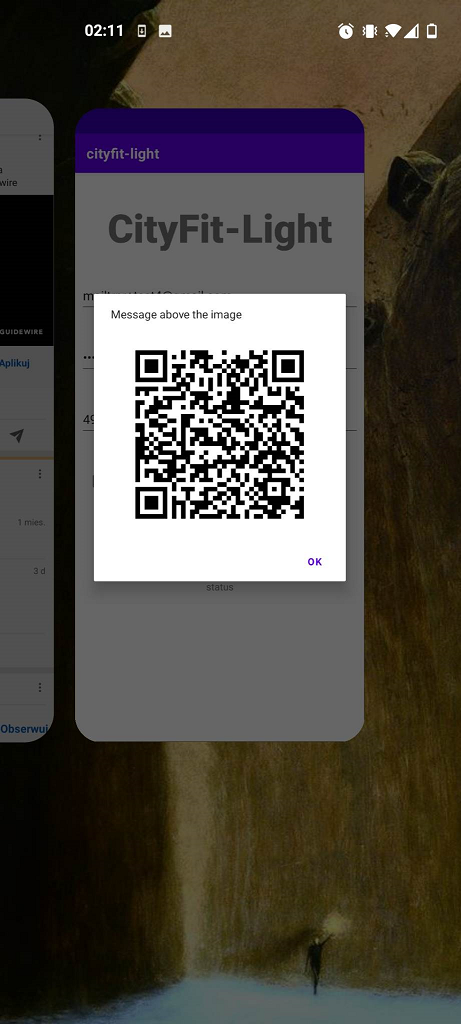 02:11
cityfit-light
wire
CityFit-Light
GUIDEWIRE
Message above the image
Aplikuj
49
1 mies.
3 d
OK
status
Obserwuj